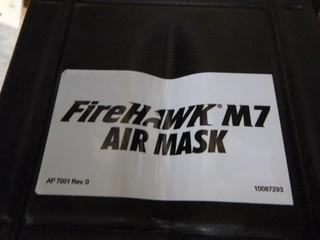 FireHawk® M7
AIR MASK
AP 7001 Rev. 0
10087293